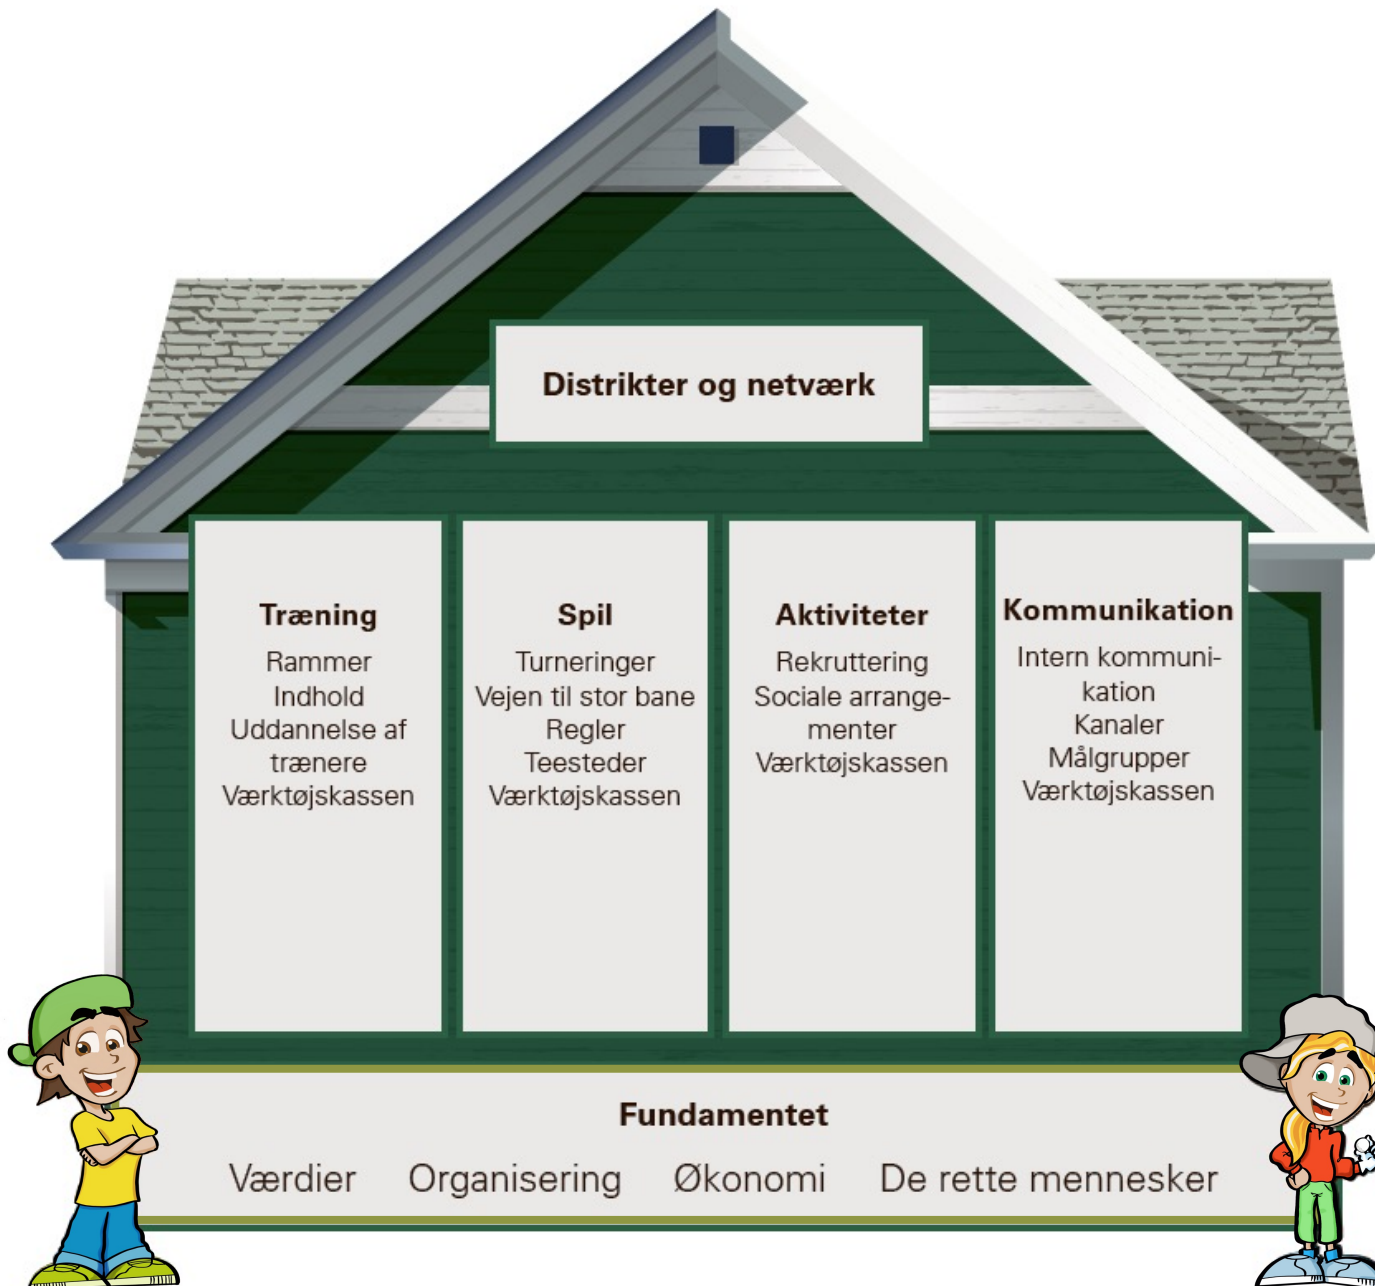 Distrikter og netværk
Træning
Rammer
Indhold
Uddannelse af
trænere
Værktøjskassen
Spil
Turneringer
Vejen til stor bane
Regler
Teesteder
Værktøjskassen
Aktiviteter
Rekruttering
Sociale arrange-
menter
Værktøjskassen
Kommunikation
Intern kommuni-
kation
Kanaler
Målgrupper
Værktøjskassen
Fundamentet
Værdier Organisering Økonomi De rette mennesker